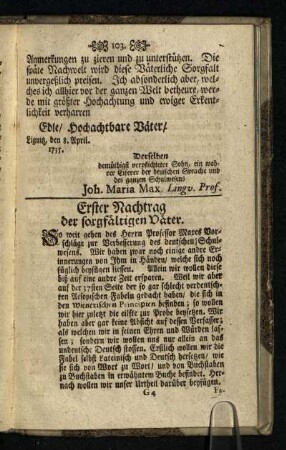 103.
Anmerkungen zu zieren und zu unterstützen. Die
späte Nachwelt wird diese Väterliche Sorgfalt
unvergeßlich preisen. Ich absonderlich aber, wel-
ches ich allhier vor der ganzen Welt betheure, wer-
de mit größter Hochachtung und ewiger Erkent-
lichkeit verharren
Edle/ Hochachtbare Väter/
Lignitz, den 8. April.
1735.
Derselben
demüthigst verpflichteter Sohn, ein wah-
rer Eiferer der deutschen Sprache und
des ganzen Schulwesens
Joh. Maria Max. Lingv. Prof.
Erster Nachtrag
der sorgfältigen Väter.
So weit gehen des Herrn Professor Maxes Vor-
schläge zur Verbesserung des deutschen Schul-
wesens. Wir haben zwar noch einige andre Er-
innerungen von Ihm in Händen, welche sich noch
füglich beyfügen liessen. Allein wir wollen diese
biß auf eine andre Zeit ersparen. Weil wir aber
auf der 17sten Seite der so gar schlecht verdeutsch-
ten Aesopischen Fabeln gedacht haben, die sich in
den Wienerischen Principien befinden; so wollen
wir hier zuletzt die eilfte zur Probe beysetzen. Wir
haben aber gar keine Absicht auf dessen Verfasser,
als welchen wir in seinen Ehren und Würden las-
sen; sondern wir wollen uns nur allein an das
undeutsche Deutsch stossen. Erstlich wollen wir die
Fabel selbst Lateinisch und Deutsch hersetzen, wie
sie sich von Wort zu Wort, und von Buchstaben
zu Buchstaben in erwähntem Buche befindet. Her-
nach wollen wir unser Urtheil darüber beyfügen.
G 4
Fa-